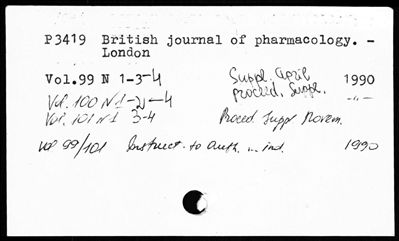 P3419 British journal of pharmacology. -
London
Vol.99 N 1-3-4 Suppl. April 1990
Proceed. Suppl.
Vol. 100 N 1-2-4 -"-
Vol. 101 N 1 3-4 Proceed. Suppl Novem.
Vol 99/101 Instruct. to Auth. ... ind. 1990